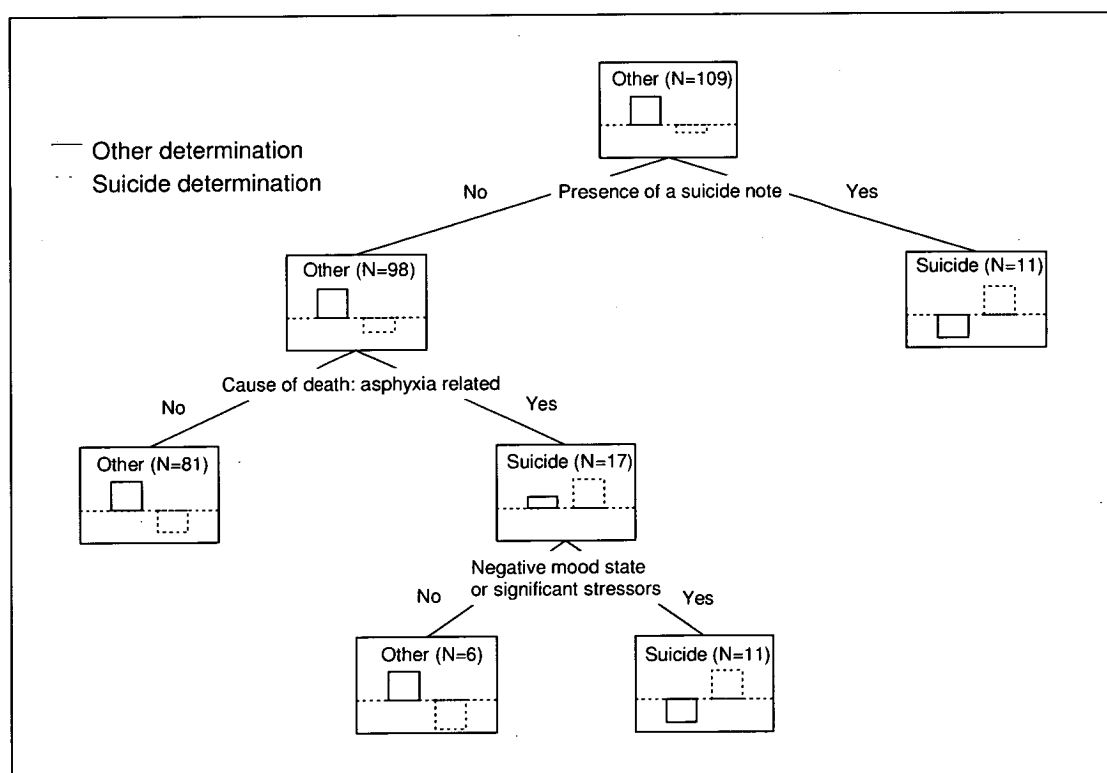 Other (N=109)
Other determination
Suicide determination
No
Presence of a suicide note
Yes
Other (N=98)
Suicide (N=11)
Cause of death: asphyxia related
No
Yes
Other (N=81)
Suicide (N=17)
Negative mood state
or significant stressors
No
Yes
Other (N=6)
Suicide (N=11)